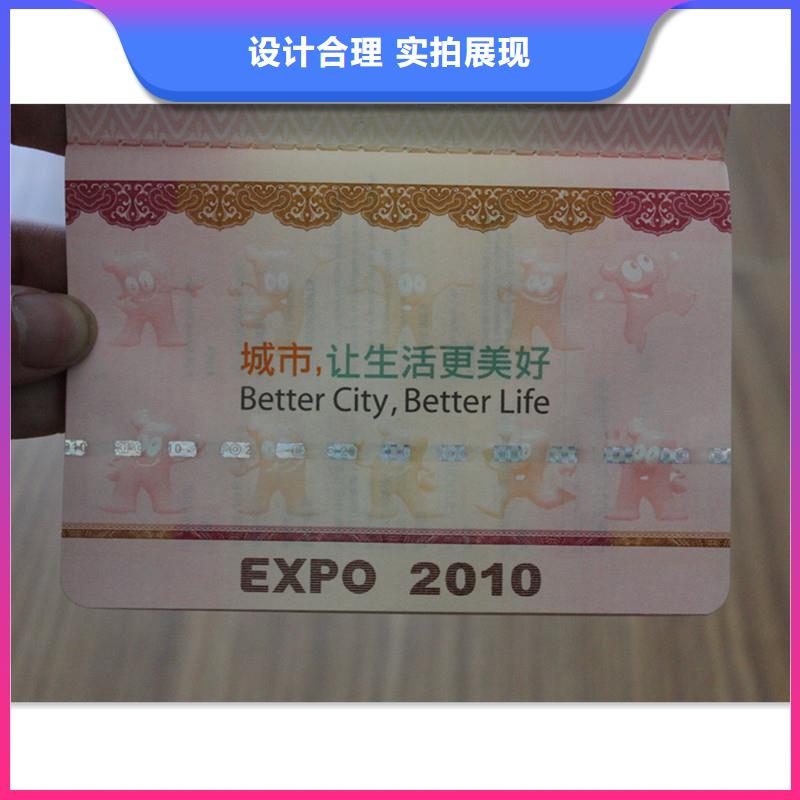 设计合理 实拍展现
城市,让生活更美好
Better City, Better Life
EXPO 2010